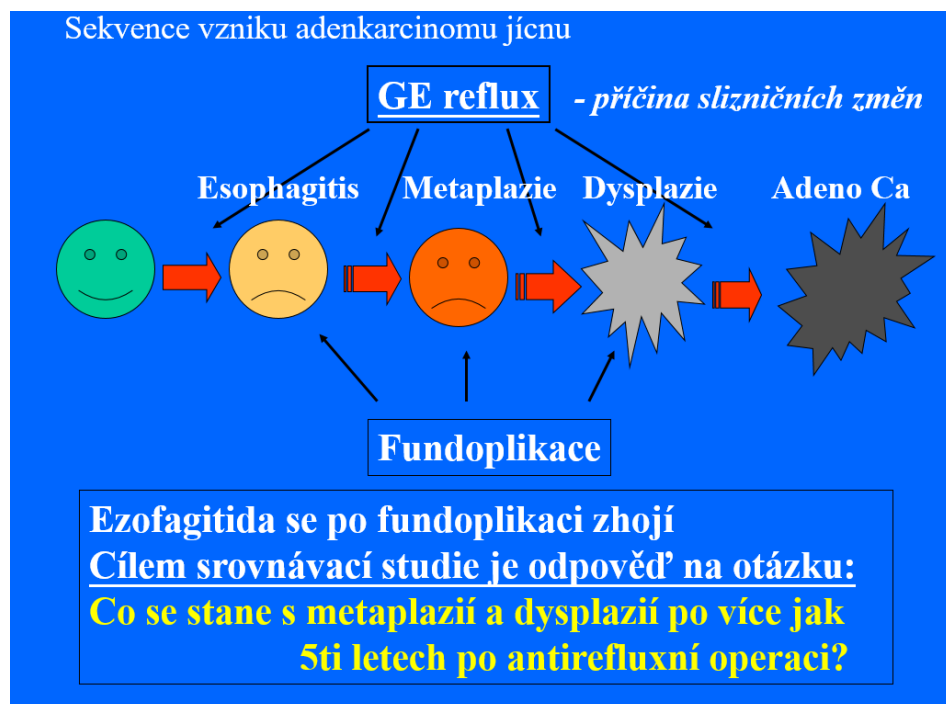 Sekvence vzniku adenkarcinomu jícnu
GE reflux - příčina slizničních změn
Esophagitis Metaplazie Dysplazie Adeno Ca
Fundoplikace
Ezofagitida se po fundoplikaci zhojí
Cílem srovnávací studie je odpověď na otázku:
Co se stane s metaplazií a dysplazií po více jak
5ti letech po antirefluxní operaci?